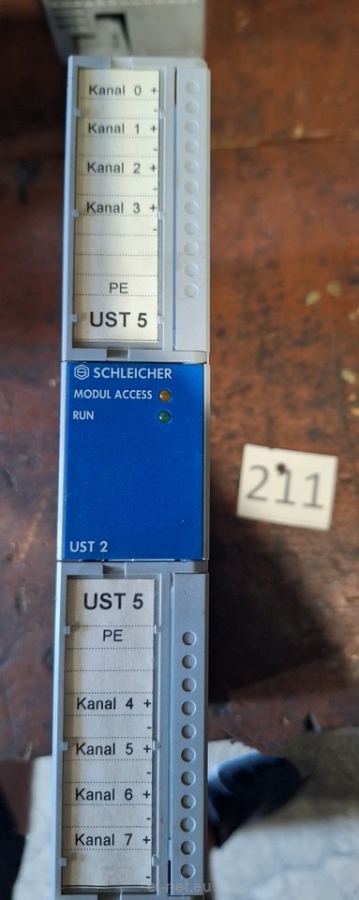 Kanal 0 +
-
Kanal 1 +
-
Kanal 2 +
-
Kanal 3 +
-
PE
UST 5
SCHLEICHER
MODUL ACCESS
RUN
211
UST 2
UST 5
PE
Kanal 4 +
-
Kanal 5 +
-
Kanal 6 +
-
Kanal 7 +
-